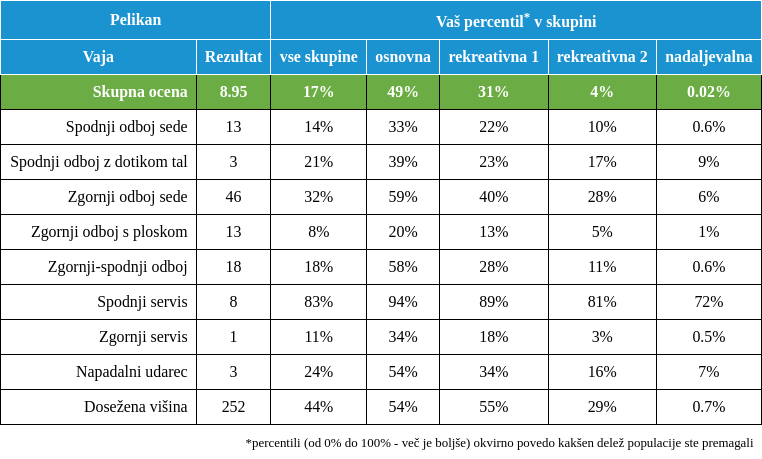 Pelikan Vaš percentil* v skupini
Vaja Rezultat vse skupine osnovna rekreativna 1 rekreativna 2 nadaljevalna
Skupna ocena 8.95 17% 49% 31% 4% 0.02%
Spodnji odboj sede 13 14% 33% 22% 10% 0.6%
Spodnji odboj z dotikom tal 3 21% 39% 23% 17% 9%
Zgornji odboj sede 46 32% 59% 40% 28% 6%
Zgornji odboj s ploskom 13 8% 20% 13% 5% 1%
Zgornji-spodnji odboj 18 18% 58% 28% 11% 0.6%
Spodnji servis 8 83% 94% 89% 81% 72%
Zgornji servis 1 11% 34% 18% 3% 0.5%
Napadalni udarec 3 24% 54% 34% 16% 7%
Dosežena višina 252 44% 54% 55% 29% 0.7%
*percentili (od 0% do 100% - več je boljše) okvirno povedo kakšen delež populacije ste premagali